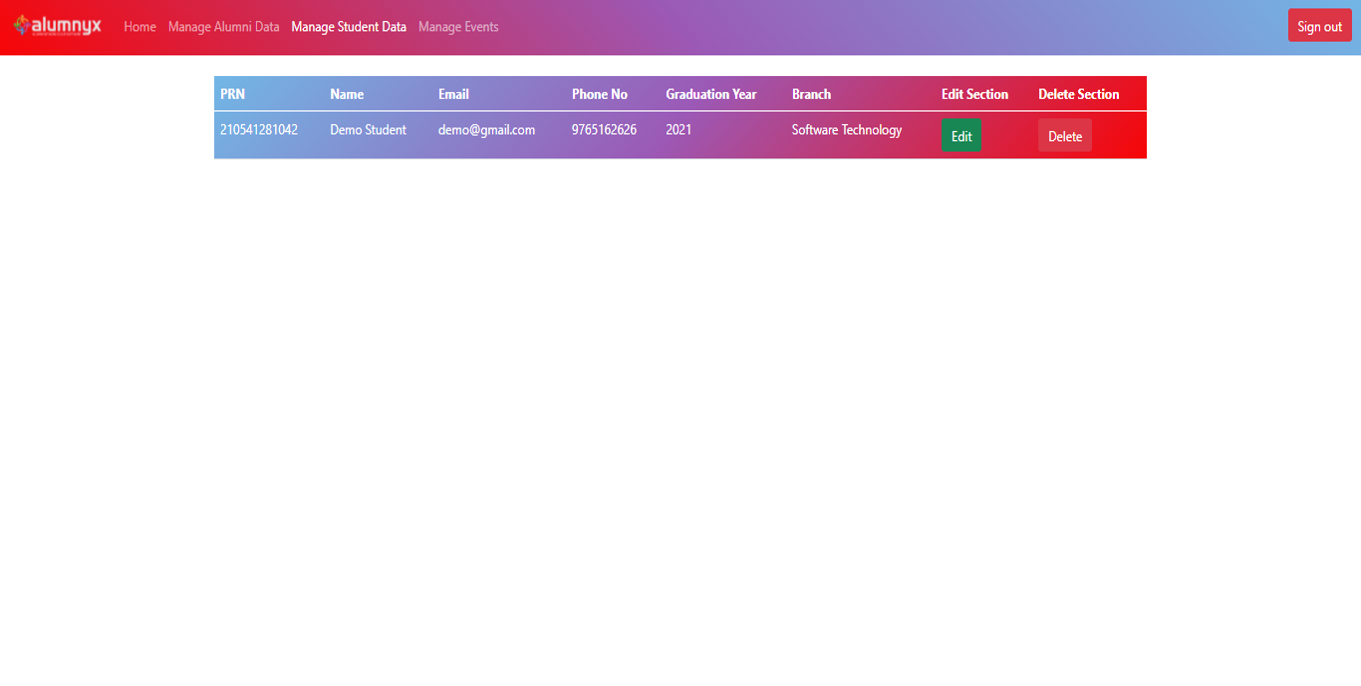 alumnyx Home Manage Alumni Data Manage Student Data Manage Events Sign out
PRN Name Email Phone No Graduation Year Branch Edit Section Delete Section
210541281042 Demo Student demo@gmail.com 9765162626 2021 Software Technology Edit Delete